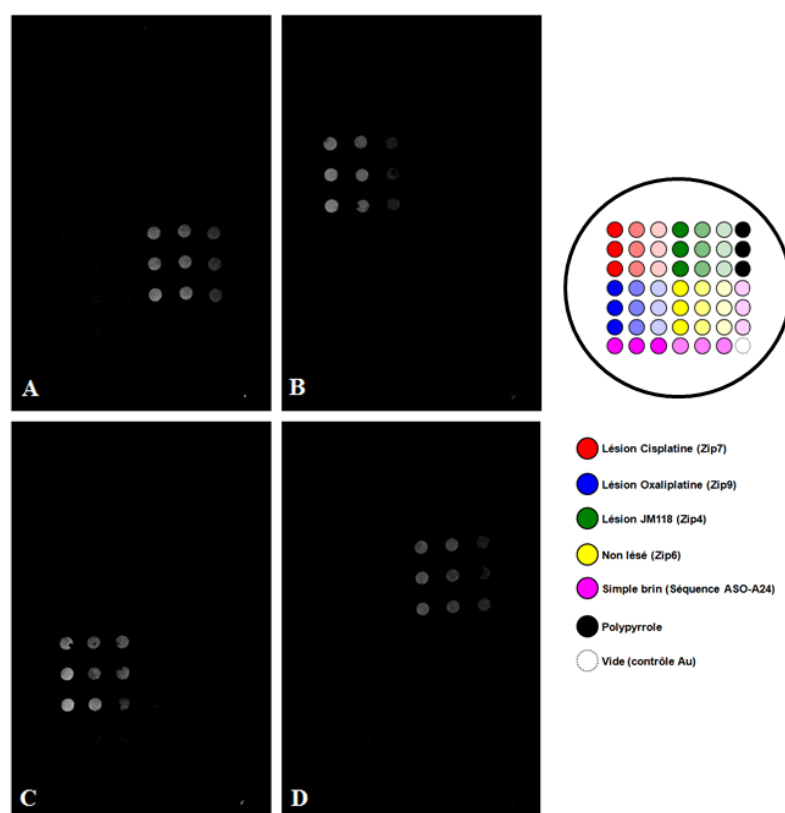 A
B
C
D
Lésion Cisplatine (Zip7)
Lésion Oxaliplatine (Zip9)
Lésion JM118 (Zip4)
Non lésé (Zip6)
Simple brin (Séquence ASO-A24)
Polypyrrole
Vide (contrôle Au)